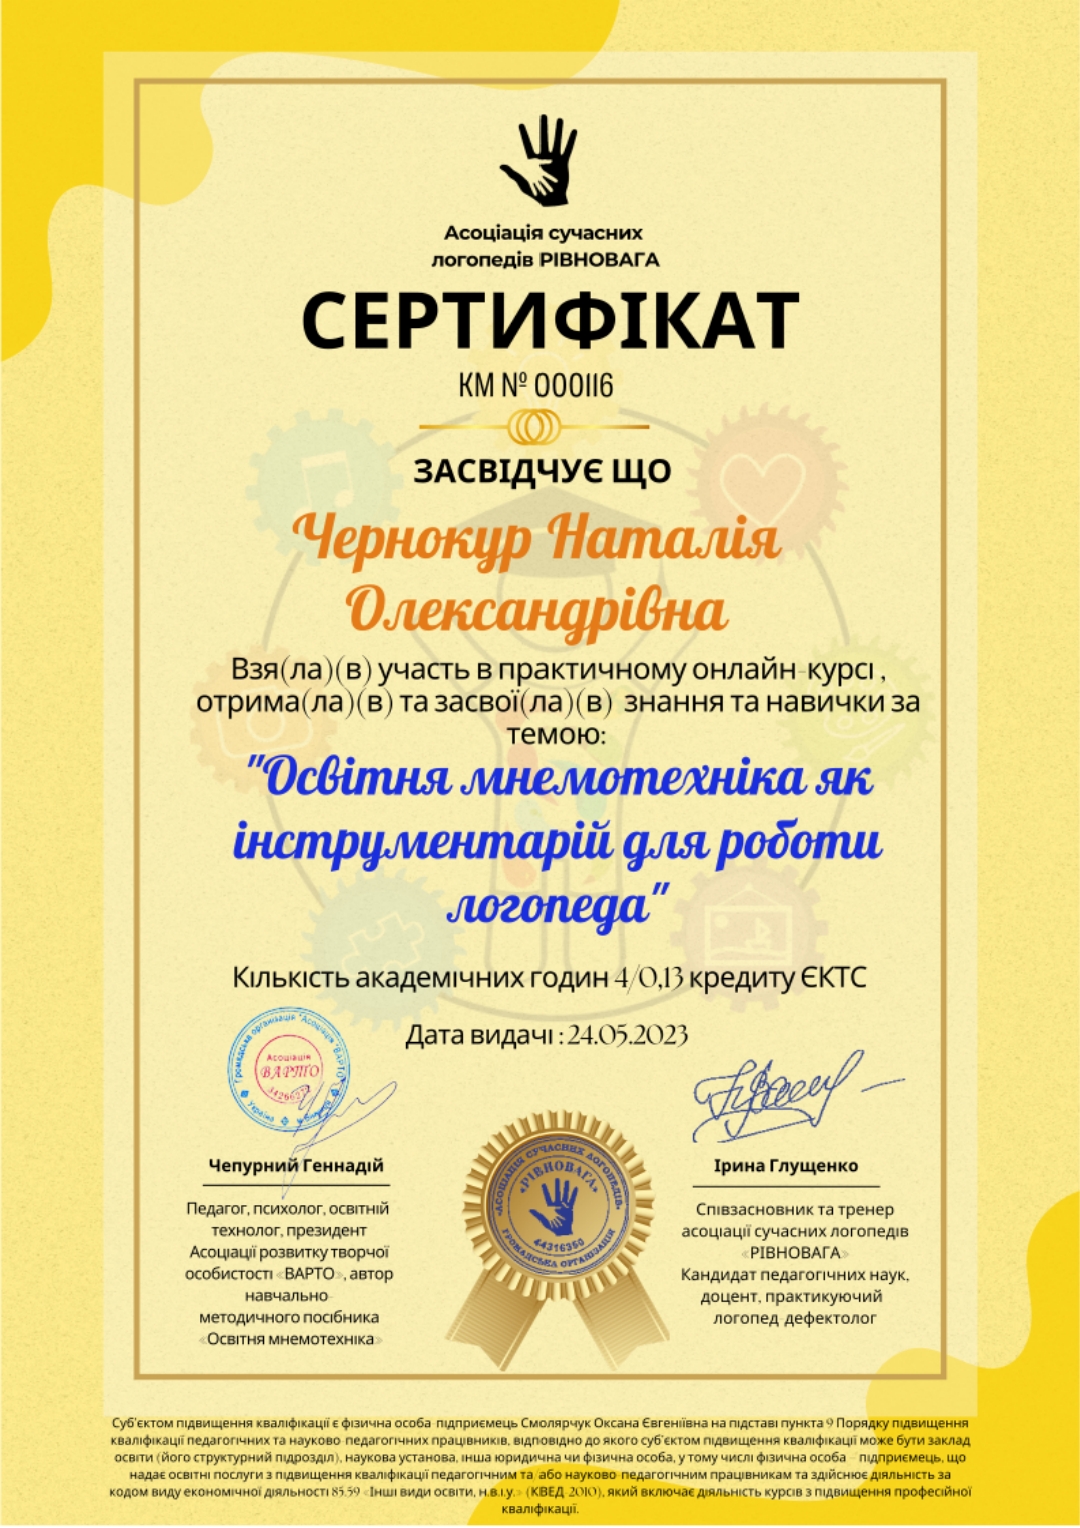 Асоціація сучасних
логопедів РІВНОВАГА
СЕРТИФІКАТ
КМ № 000116
ЗАСВІДЧУЄ ЩО
Чернокур Наталія
Олександрівна
Взя(ла)(в) участь в практичному онлайн-курсі ,
отрима(ла)(в) та засвої(ла)(в) знання та навички за
темою:
"Освітня мнемотехніка як
інструментарій для роботи
логопеда"
Кількість академічних годин 4/0,13 кредиту ЄКТС
Дата видачі : 24.05.2023
Громадська організація "Асоціація "ВАРТО"
Асоціація
ВАРТО
Україна
Чепурний Геннадій
Педагог, психолог, освітній
технолог, президент
Асоціації розвитку творчої
особистості «ВАРТО», автор
навчально-
методичного посібника
«Освітня мнемотехніка»
«АСОЦІАЦІЯ СУЧАСНИХ ЛОГОПЕДІВ»
«РІВНОВАГА»
44316350
ГРОМАДСЬКА ОРГАНІЗАЦІЯ
Ірина Глущенко
Співзасновник та тренер
асоціації сучасних логопедів
«РІВНОВАГА»
Кандидат педагогічних наук,
доцент, практикуючий
логопед-дефектолог
Суб'єктом підвищення кваліфікації є фізична особа-підприємець Смолярчук Оксана Євгеніївна на підставі пункта 9 Порядку підвищення
кваліфікації педагогічних та науково-педагогічних працівників, відповідно до якого суб'єктом підвищення кваліфікації може бути заклад
освіти (його структурний підрозділ), наукова установа, інша юридична чи фізична особа, у тому числі фізична особа – підприємець, що
надає освітні послуги з підвищення кваліфікації педагогічним та/або науково-педагогічним працівникам та здійснює діяльність за
кодом виду економічної діяльності 85.59 «Інші види освіти, н.в.і.у.» (КВЕД-2010), який включає діяльність курсів з підвищення професійної
кваліфікації.